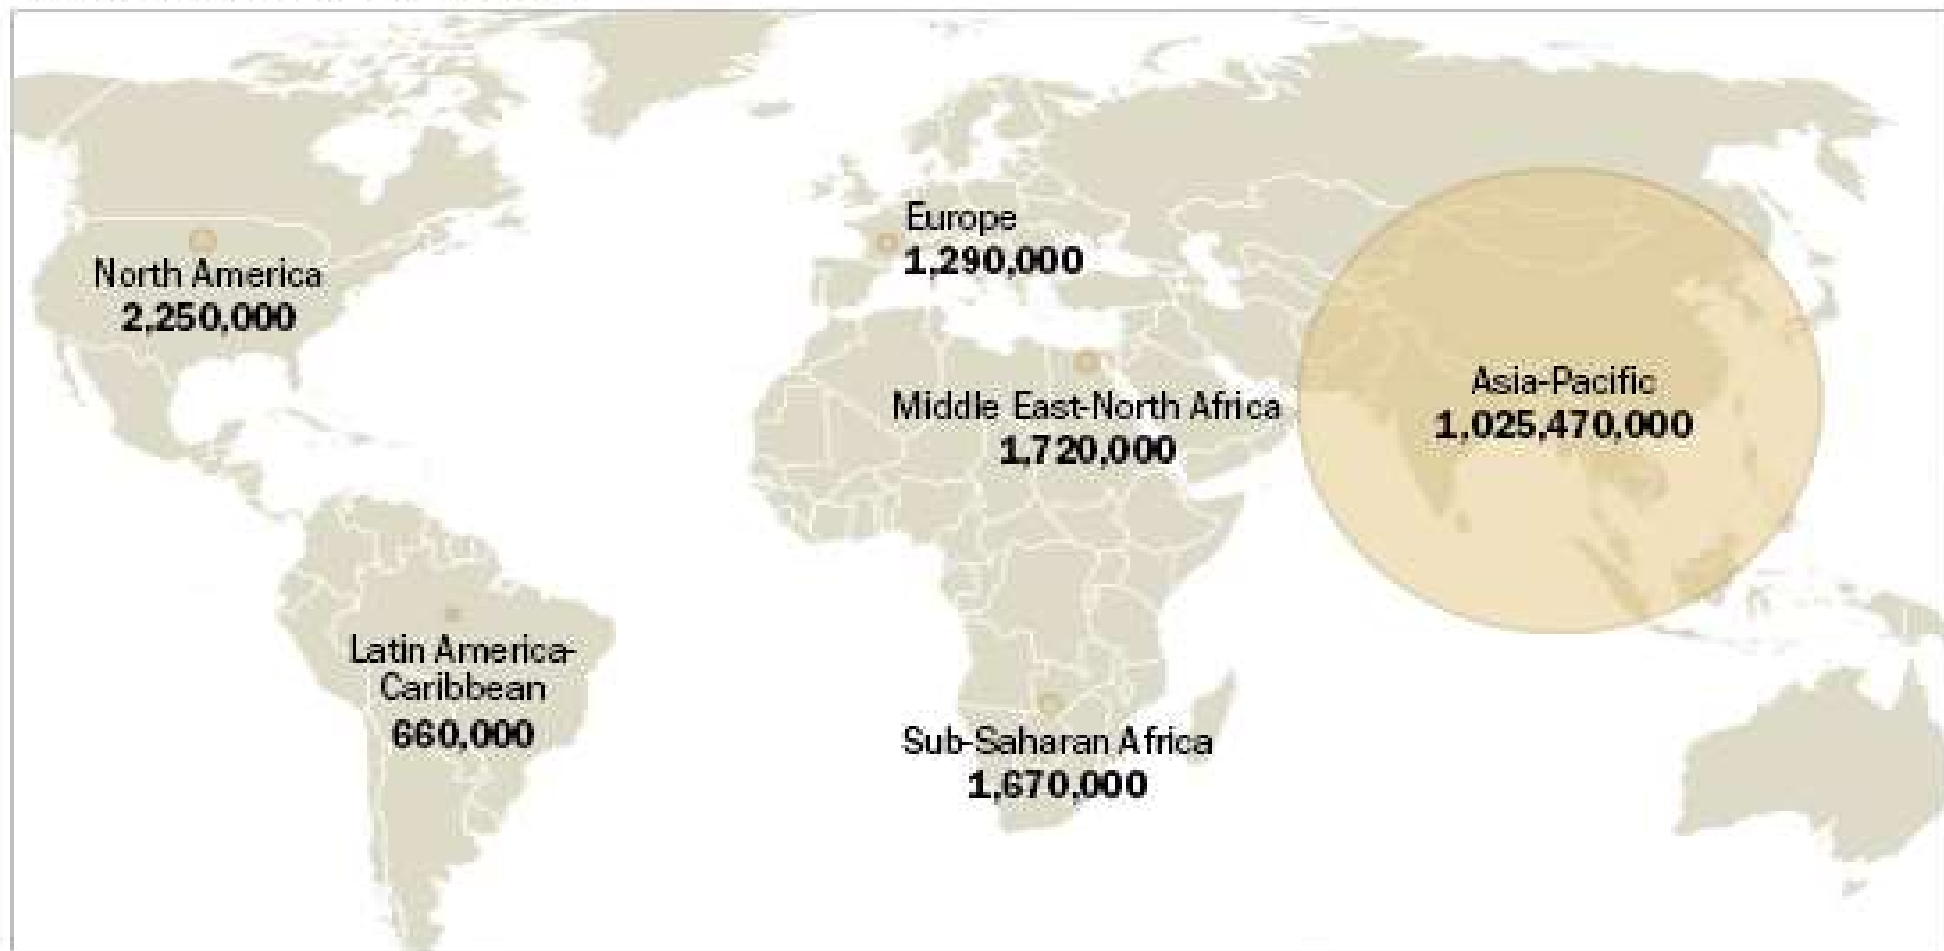 Europe
1,290,000
North America
2,250,000
Asia-Pacific
1,025,470,000
Middle East-North Africa
1,720,000
Latin America-
Caribbean
660,000
Sub-Saharan Africa
1,670,000